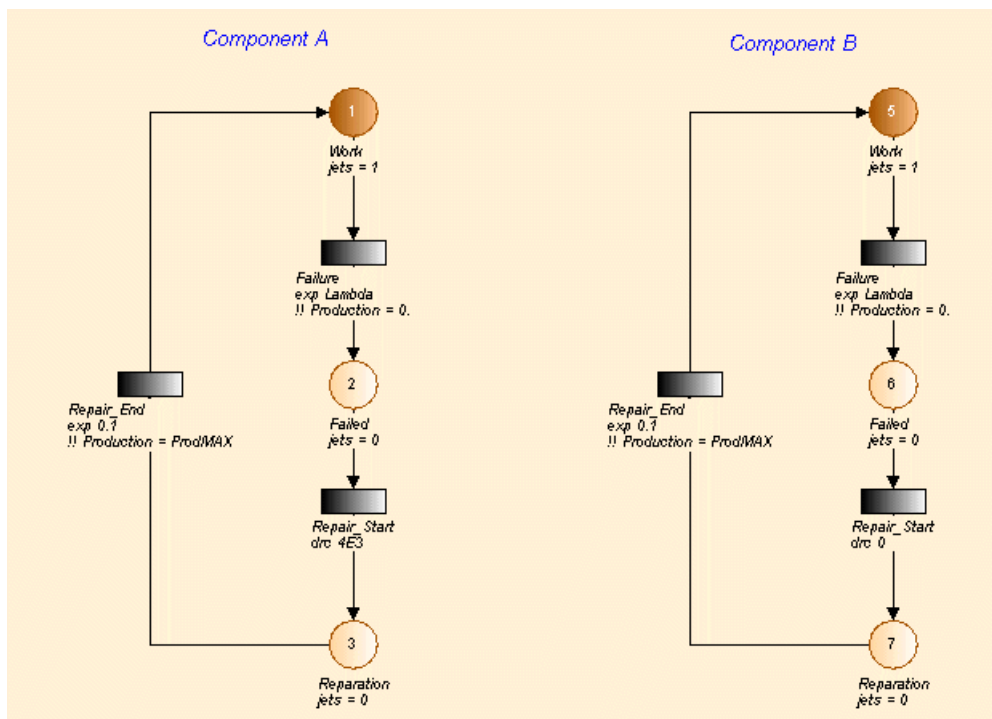 Component A
1
Work
jets = 1
Failure
exp Lambda
!! Production = 0.
2
Failed
jets = 0
Repair_End
exp 0.1
!! Production = ProdMAX
Repair_Start
drc 4E3
3
Reparation
jets = 0
Component B
5
Work
jets = 1
Failure
exp Lambda
!! Production = 0.
6
Failed
jets = 0
Repair_End
exp 0.1
!! Production = ProdMAX
Repair_Start
drc 0
7
Reparation
jets = 0